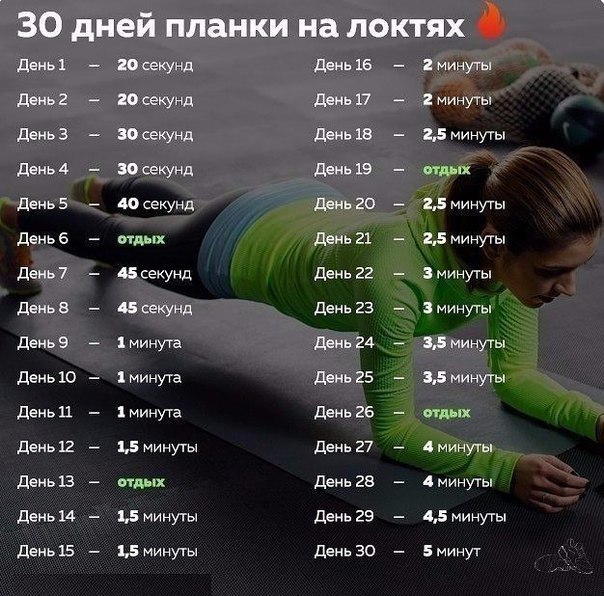 30 дней планки на локтях
День 1 – 20 секунд
День 2 – 20 секунд
День 3 – 30 секунд
День 4 – 30 секунд
День 5 – 40 секунд
День 6 – отдых
День 7 – 45 секунд
День 8 – 45 секунд
День 9 – 1 минута
День 10 – 1 минута
День 11 – 1 минута
День 12 – 1,5 минуты
День 13 – отдых
День 14 – 1,5 минуты
День 15 – 1,5 минуты
День 16 – 2 минуты
День 17 – 2 минуты
День 18 – 2,5 минуты
День 19 – отдых
День 20 – 2,5 минуты
День 21 – 2,5 минуты
День 22 – 3 минуты
День 23 – 3 минуты
День 24 – 3,5 минуты
День 25 – 3,5 минуты
День 26 – отдых
День 27 – 4 минуты
День 28 – 4 минуты
День 29 – 4,5 минуты
День 30 – 5 минут